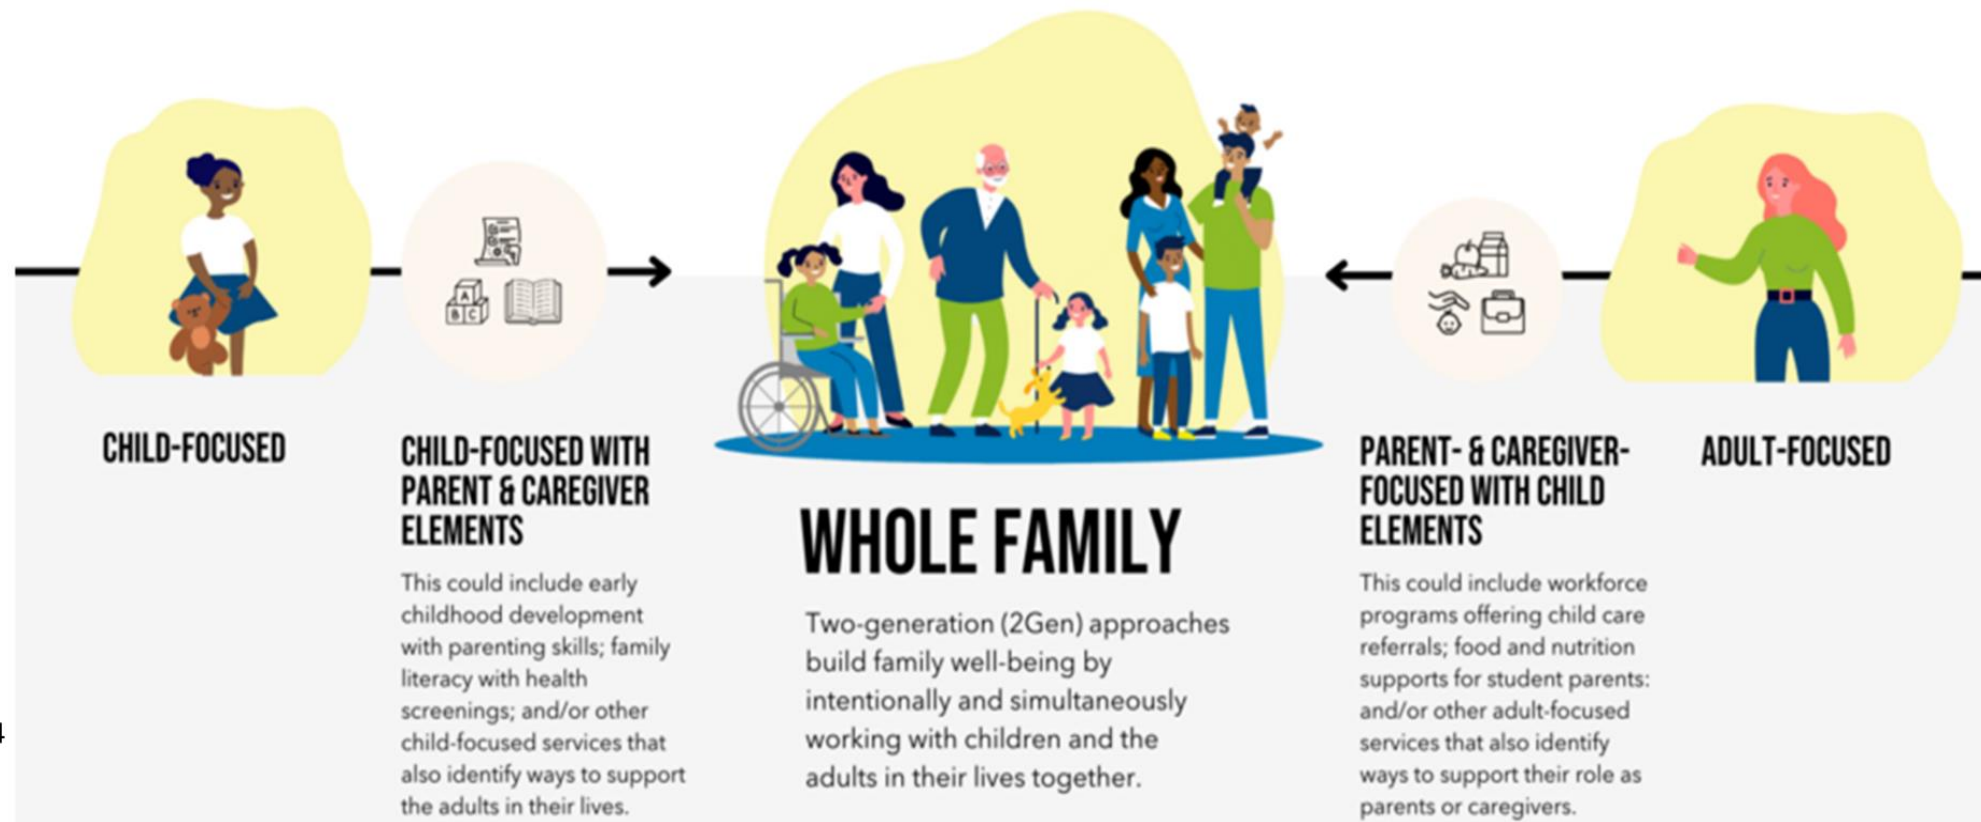 CHILD-FOCUSED
CHILD-FOCUSED WITH
PARENT & CAREGIVER
ELEMENTS
This could include early
childhood development
with parenting skills; family
literacy with health
screenings; and/or other
child-focused services that
also identify ways to support
the adults in their lives.
A
B C
WHOLE FAMILY
Two-generation (2Gen) approaches
build family well-being by
intentionally and simultaneously
working with children and the
adults in their lives together.
PARENT- & CAREGIVER-
FOCUSED WITH CHILD
ELEMENTS
This could include workforce
programs offering child care
referrals; food and nutrition
supports for student parents:
and/or other adult-focused
services that also identify
ways to support their role as
parents or caregivers.
ADULT-FOCUSED